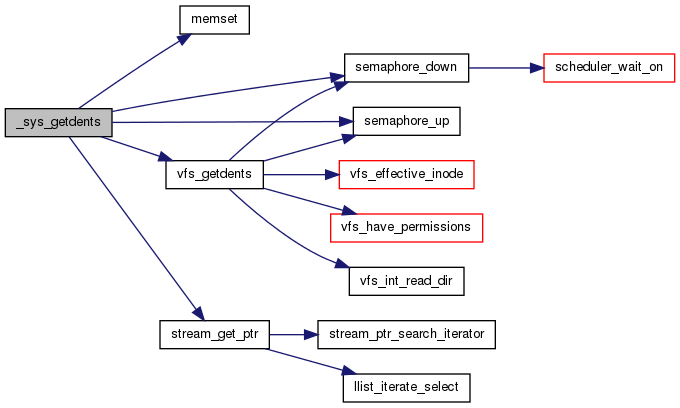 memset
semaphore_down
scheduler_wait_on
_sys_getdents
semaphore_up
vfs_getdents
vfs_effective_inode
vfs_have_permissions
vfs_int_read_dir
stream_get_ptr
stream_ptr_search_iterator
llist_iterate_select